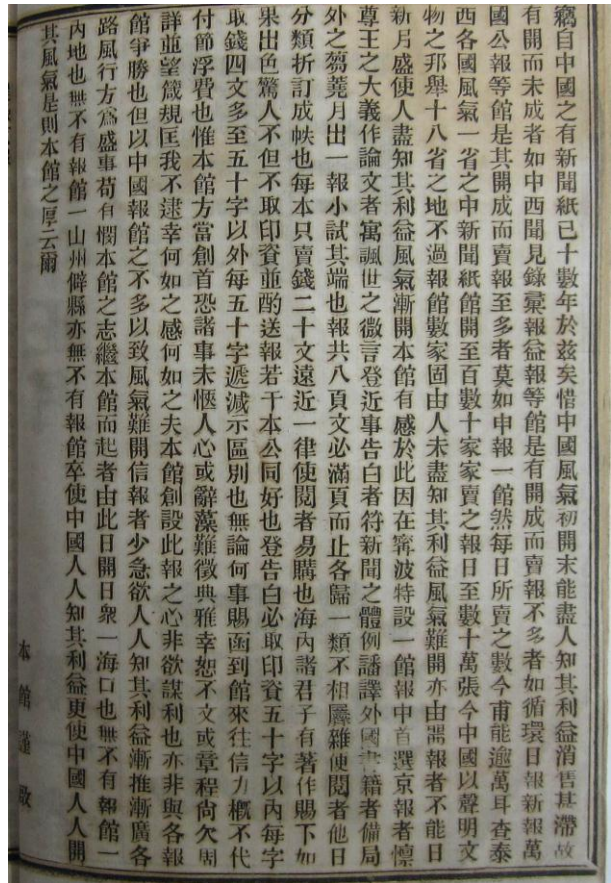 竊自中國之有新聞紙已十數年於茲矣惜中國風氣初開未能盡人知其利益消售甚滯故
有開而未成者如中西聞見錄彙報益報等館是有開成而賣報不多者如循環日報新報萬
國公報等館是其開成而賣報至多者莫如申報一館然每日所賣之數今甫能逾萬耳查泰
西各國風氣一省之中新聞紙館開至百數十家家賣之報日至數十萬張今中國以聲明文
物之邦舉十八省之地不過報館數家固由人未盡知其利益風氣難開亦由辦報者不能日
新月盛使人盡知其利益風氣漸開本館有感於此因在寗波特設一館報中首選京報者懍
尊王之大義作論文者寓諷世之微言登近事告白者符新聞之體例譒譯外國書籍者備局
外之蒭蕘月出一報小試其端也報共八頁文必滿頁而止各歸一類不相羼雜使閱者他日
分類折訂成帙也每本只賣錢二十文遠近一律使閱者易購也海內諸君子有著作賜下如
果出色驚人不但不取印資並酌送報若干本公同好也登告白必取印資五十字以內每字
取錢四文多至五十字以外每五十字遞減示區別也無論何事賜函到館來往信力槪不代
付節浮費也惟本館方當創首恐諸事未愜人心或辭藻難徵典雅幸恕不文或章程尙欠周
詳並望箴規匡我不逮幸何如之感何如之夫本館創設此報之心非欲謀利也亦非與各報
館爭勝也但以中國報館之不多以致風氣難開信報者少急欲人人知其利益漸推漸廣各
路風行方為盛事苟有憫本館之志繼本館而起者由此日開日衆一海口也無不有報館一
內地也無不有報館一山州僻縣亦無不有報館卒使中國人人知其利益更使中國人人開
其風氣是則本館之厚云爾
本館謹啟